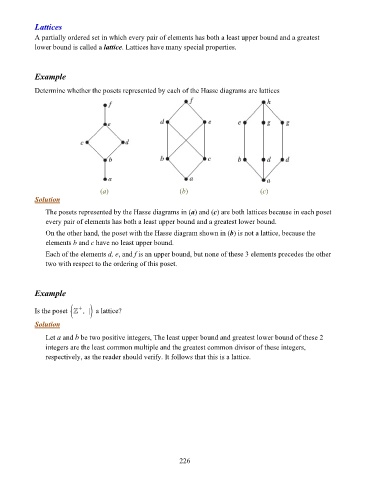 Lattices
A partially ordered set in which every pair of elements has both a least upper bound and a greatest
lower bound is called a lattice. Lattices have many special properties.
Example
Determine whether the posets represented by each of the Hasse diagrams are lattices
f
e
c d
b
a
(a)
f
d e
b c
a
(b)
h
e g g
b d d
a
(c)
Solution
The posets represented by the Hasse diagrams in (a) and (c) are both lattices because in each poset
every pair of elements has both a least upper bound and a greatest lower bound.
On the other hand, the poset with the Hasse diagram shown in (b) is not a lattice, because the
elements b and c have no least upper bound.
Each of the elements d, e, and f is an upper bound, but none of these 3 elements precedes the other
two with respect to the ordering of this poset.
Example
Is the poset (ℤ⁺, |) a lattice?
Solution
Let a and b be two positive integers, The least upper bound and greatest lower bound of these 2
integers are the least common multiple and the greatest common divisor of these integers,
respectively, as the reader should verify. It follows that this is a lattice.
226